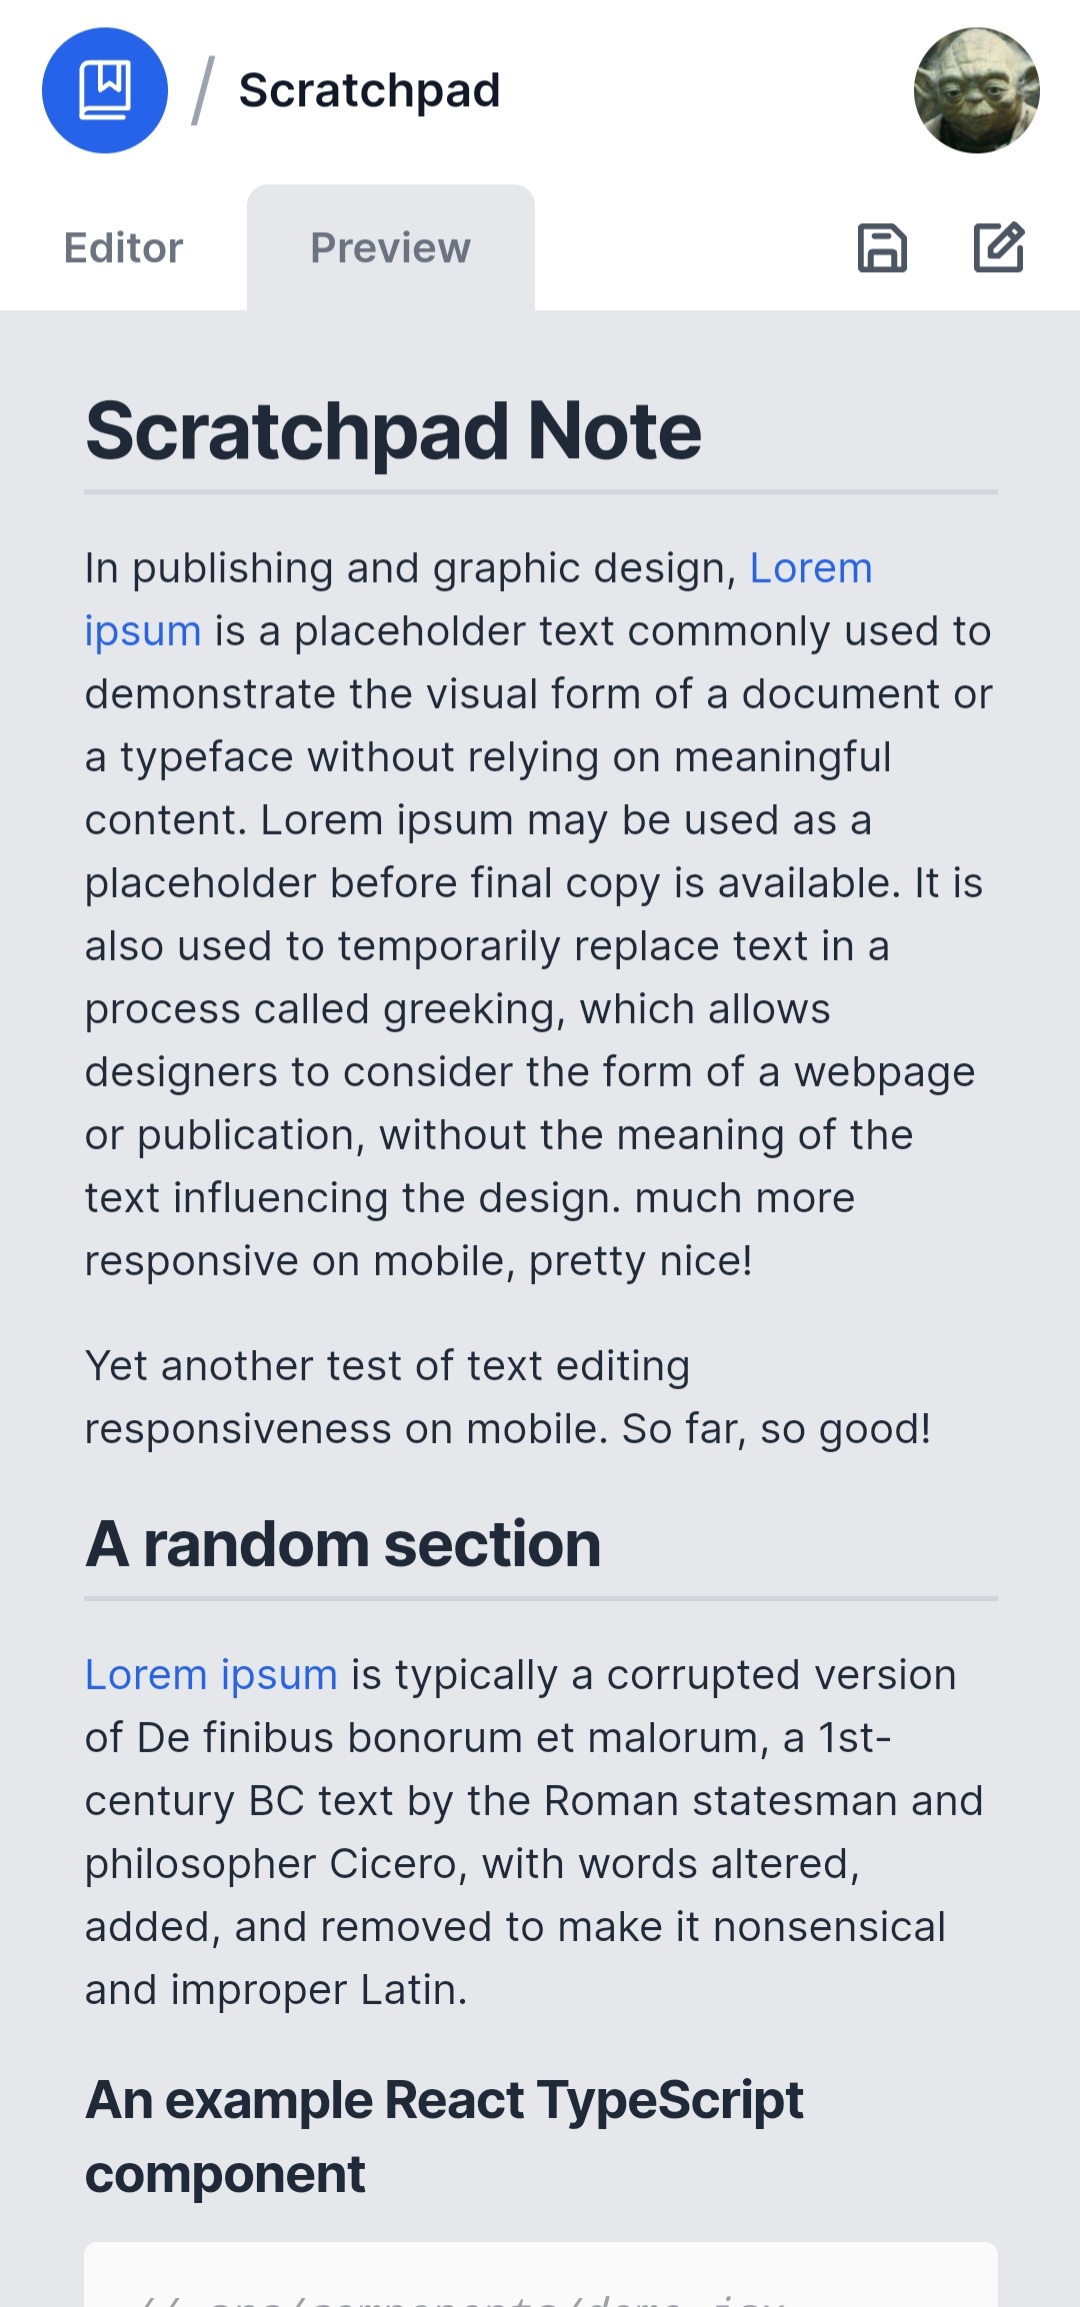 / Scratchpad
Editor
Preview
Scratchpad Note
In publishing and graphic design, Lorem
ipsum is a placeholder text commonly used to
demonstrate the visual form of a document or
a typeface without relying on meaningful
content. Lorem ipsum may be used as a
placeholder before final copy is available. It is
also used to temporarily replace text in a
process called greeking, which allows
designers to consider the form of a webpage
or publication, without the meaning of the
text influencing the design. much more
responsive on mobile, pretty nice!
Yet another test of text editing
responsiveness on mobile. So far, so good!
A random section
Lorem ipsum is typically a corrupted version
of De finibus bonorum et malorum, a 1st-
century BC text by the Roman statesman and
philosopher Cicero, with words altered,
added, and removed to make it nonsensical
and improper Latin.
An example React TypeScript
component